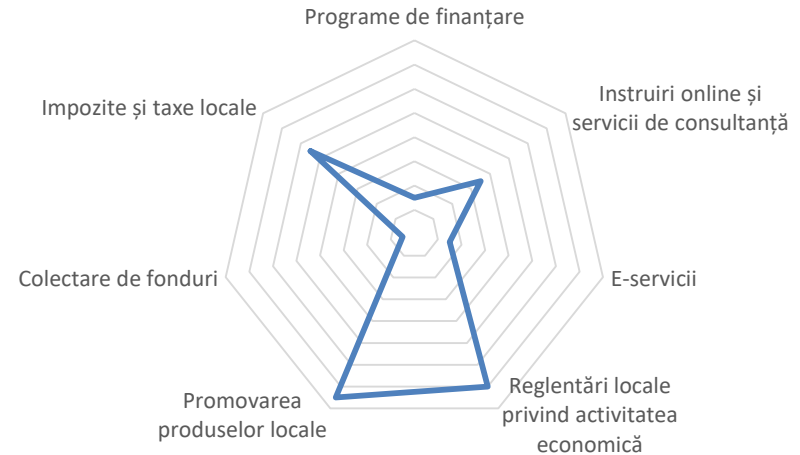 Programe de finanțare
Instruiri online și
servicii de consultanță
E-servicii
Reglentări locale
privind activitatea
economică
Promovarea
produselor locale
Colectare de fonduri
Impozite și taxe locale